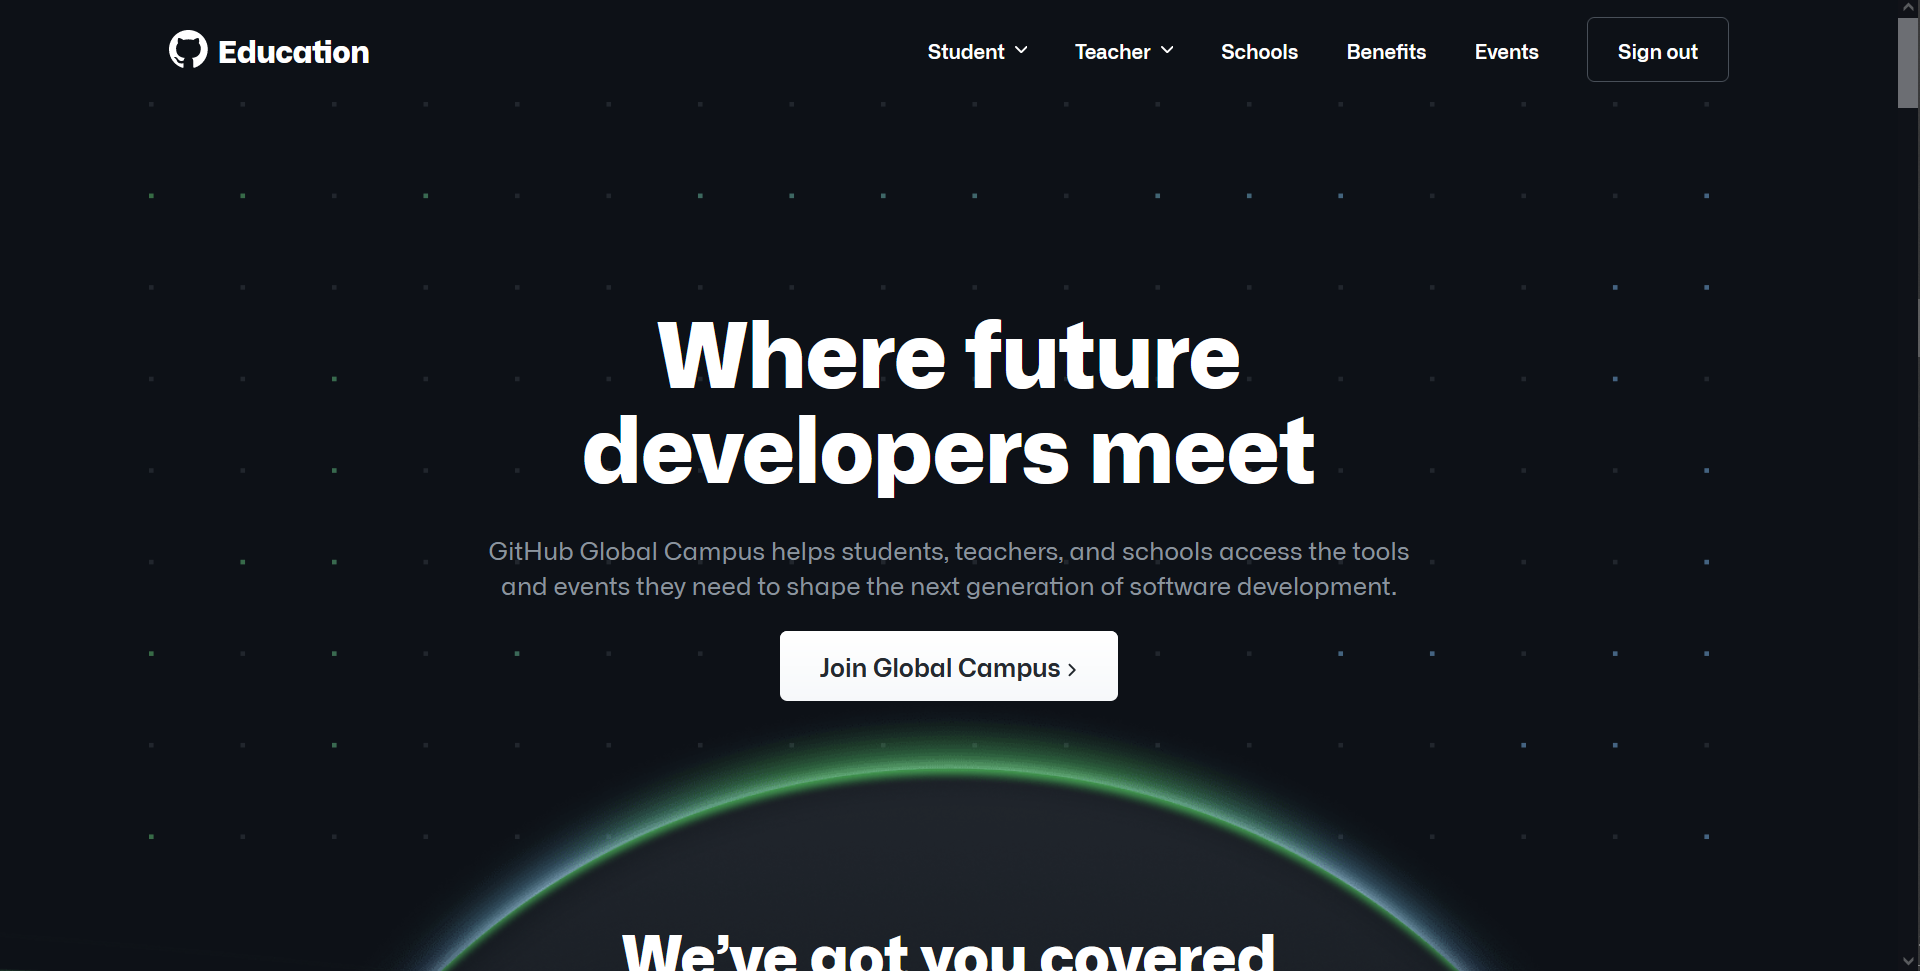 Education
Student
Teacher
Schools
Benefits
Events
Sign out
Where future
developers meet
GitHub Global Campus helps students, teachers, and schools access the tools
and events they need to shape the next generation of software development.
Join Global Campus
We’ve got you covered